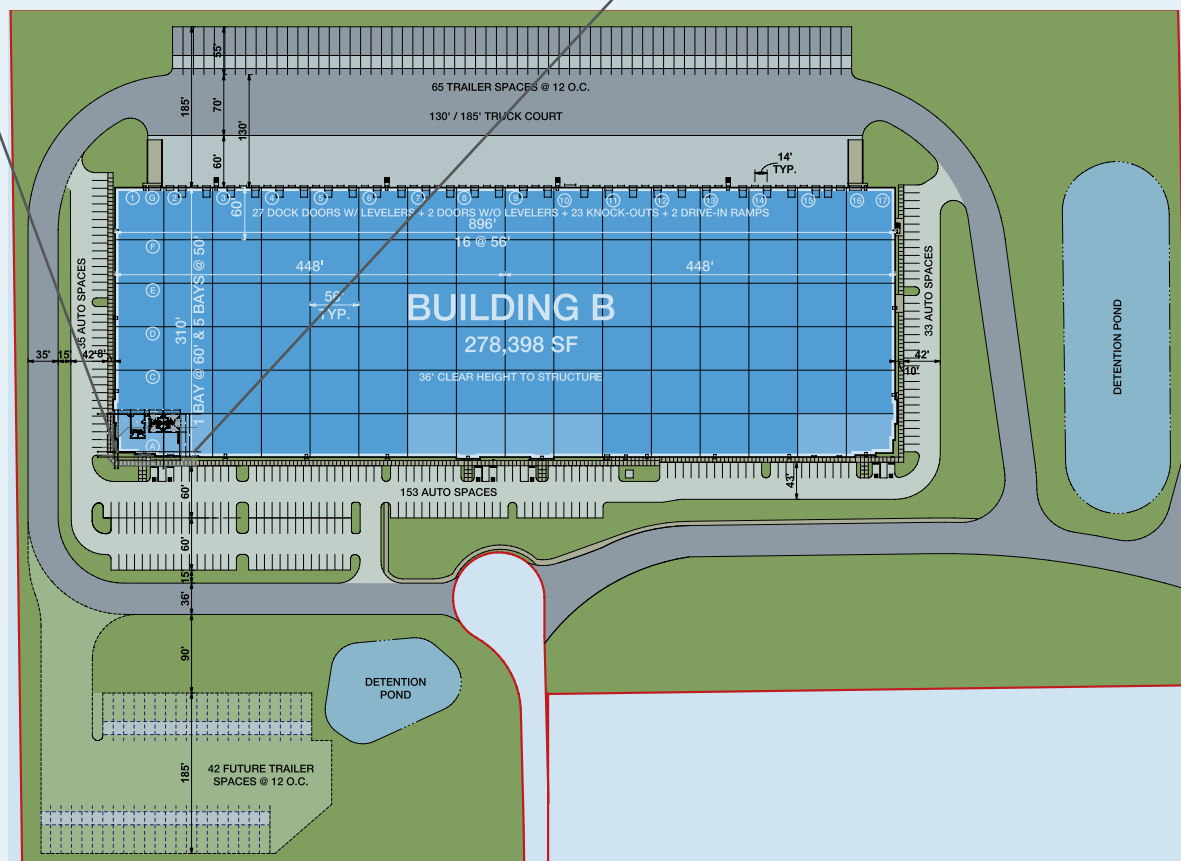 55'
65 TRAILER SPACES @ 12 O.C.
185'
70'
130'
130' / 185' TRUCK COURT
60'
14'
TYP.
1
G
2
3
4
5
6
7
8
9
10
11
12
13
14
15
16
17
60'
27 DOCK DOORS W/ LEVELERS + 2 DOORS W/O LEVELERS + 23 KNOCK-OUTS + 2 DRIVE-IN RAMPS
896'
16 @ 56'
F
448'
448'
35 AUTO SPACES
33 AUTO SPACES
E
56'
TYP.
BUILDING B
310'
1 BAY @ 60' & 5 BAYS @ 50'
D
278,398 SF
35'
15'
42'
8'
42'
10'
C
36' CLEAR HEIGHT TO STRUCTURE
DETENTION POND
A
60'
153 AUTO SPACES
43'
60'
15'
36'
90'
DETENTION
POND
185'
42 FUTURE TRAILER
SPACES @ 12 O.C.